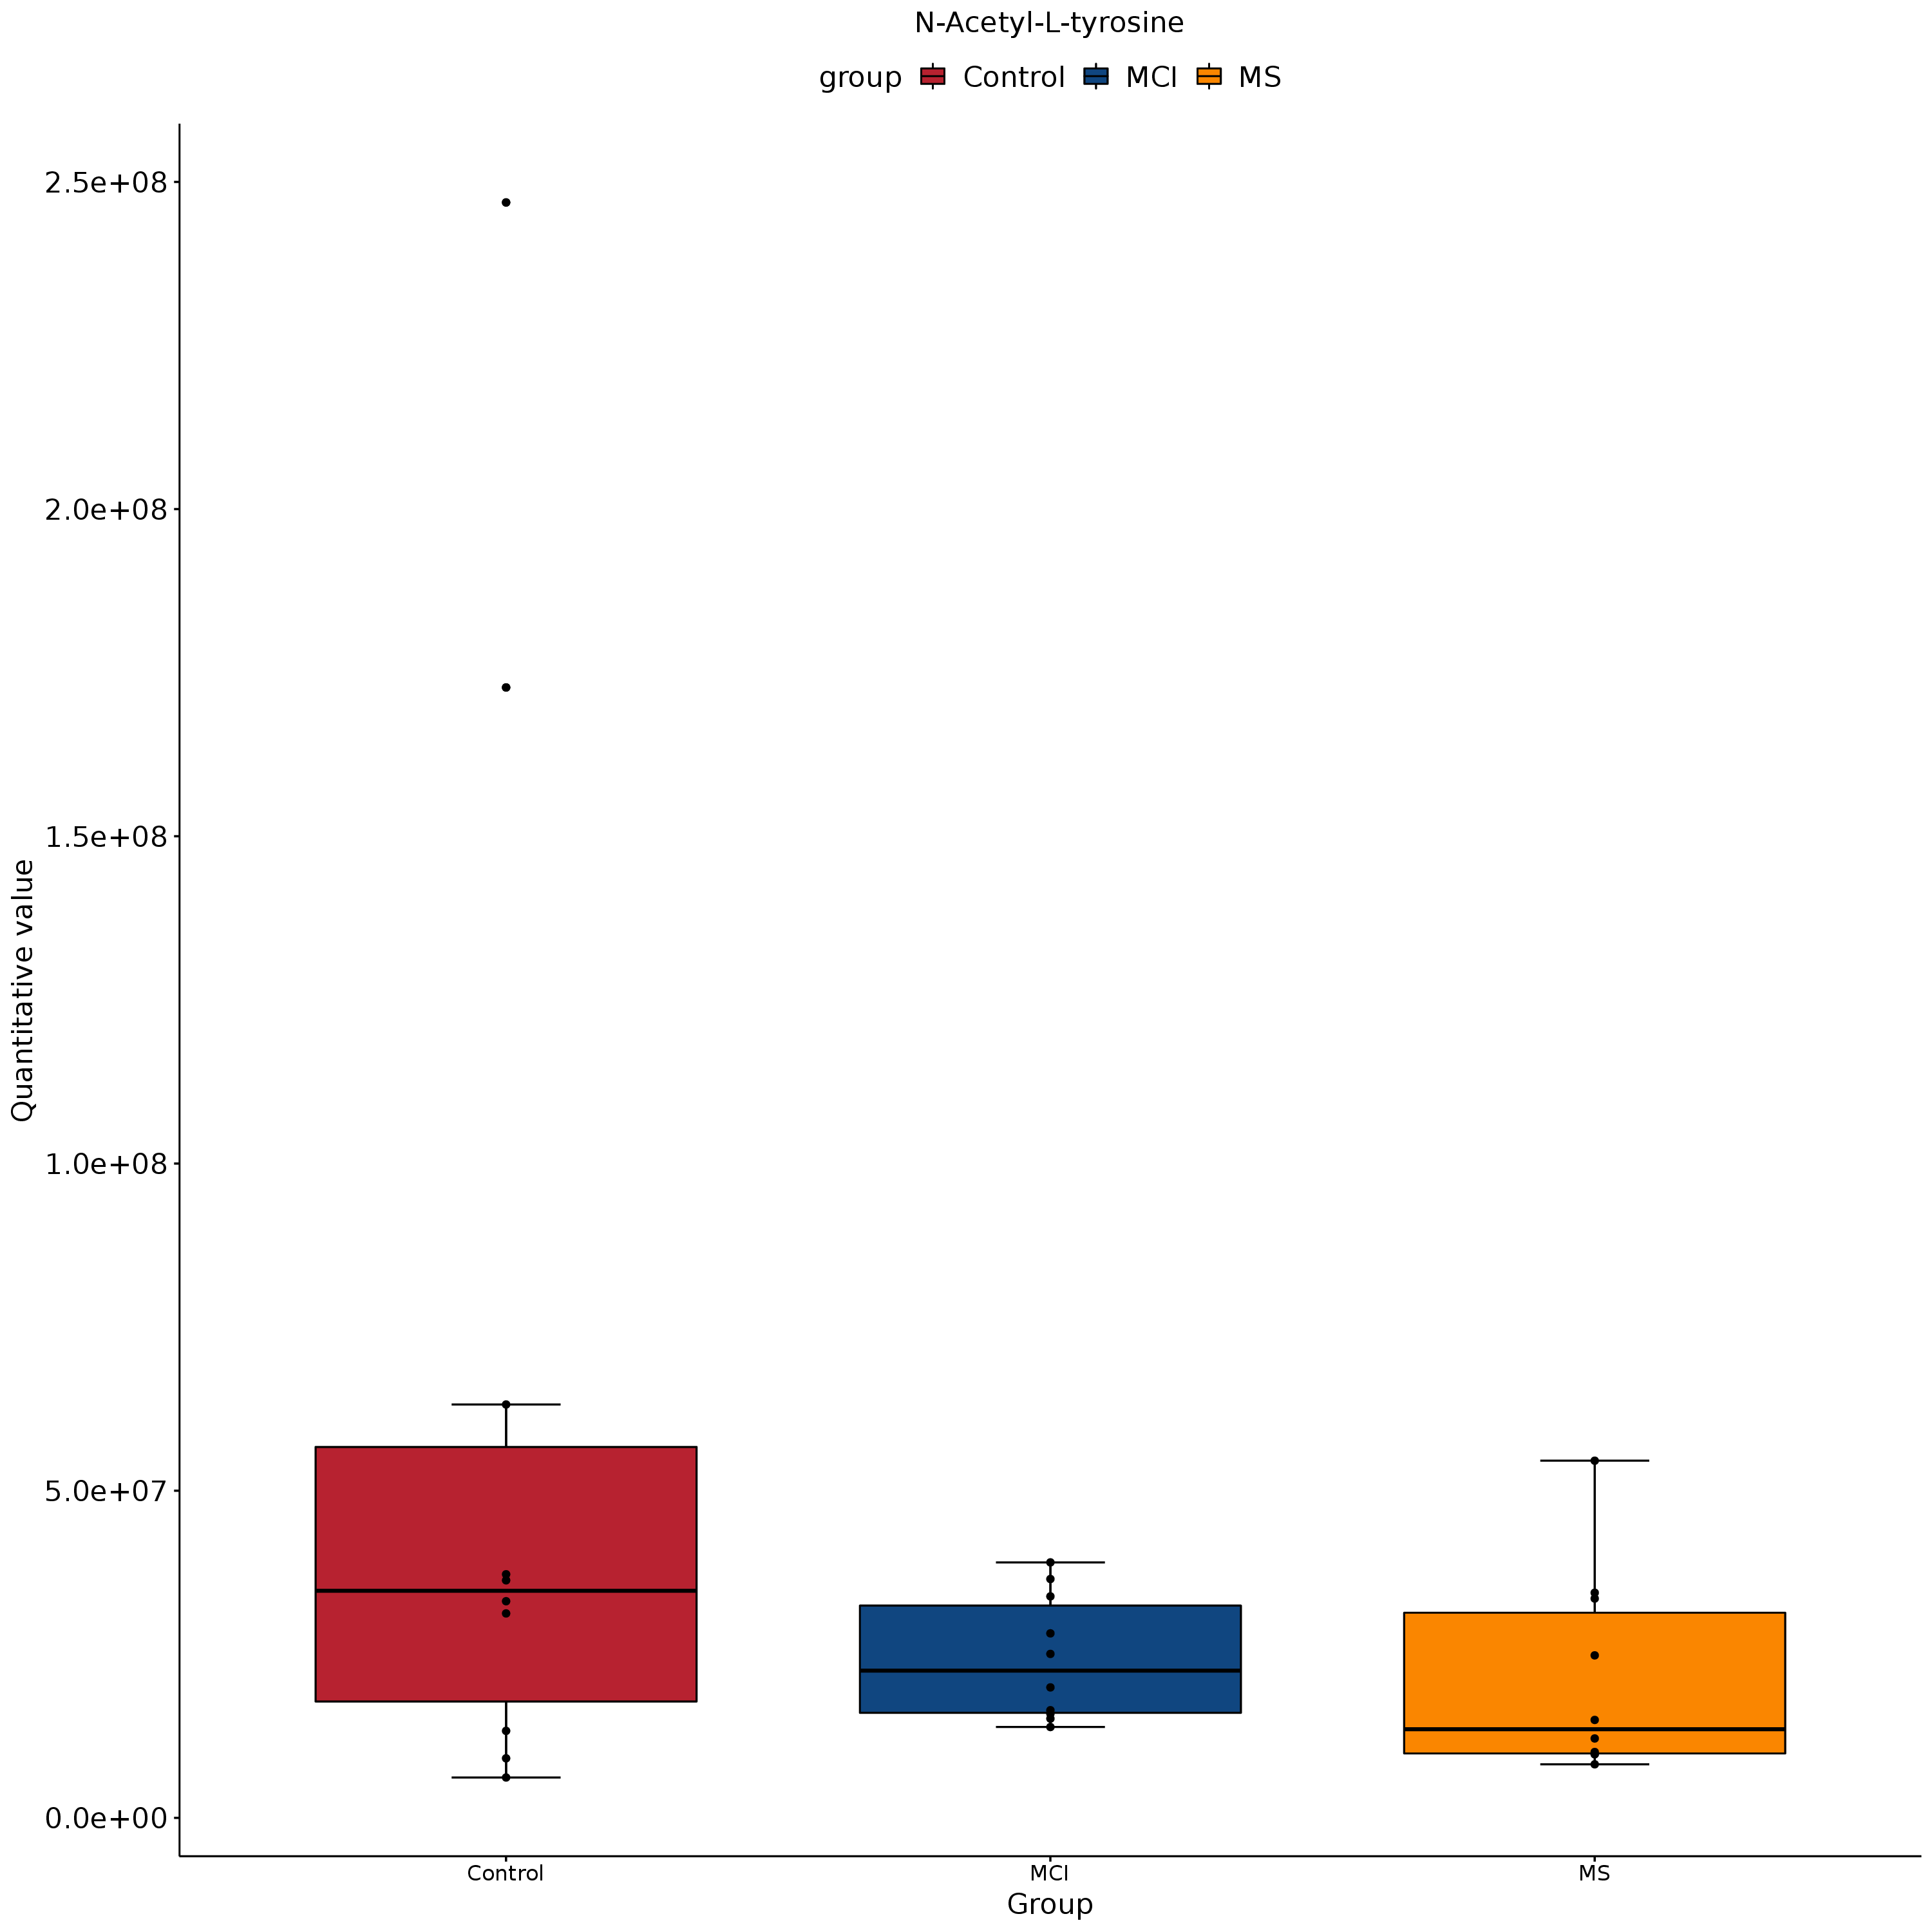 N-Acetyl-L-tyrosine
group Control MCI MS
Quantitative value
2.5e+08
2.0e+08
1.5e+08
1.0e+08
5.0e+07
0.0e+00
Control MCI MS
Group